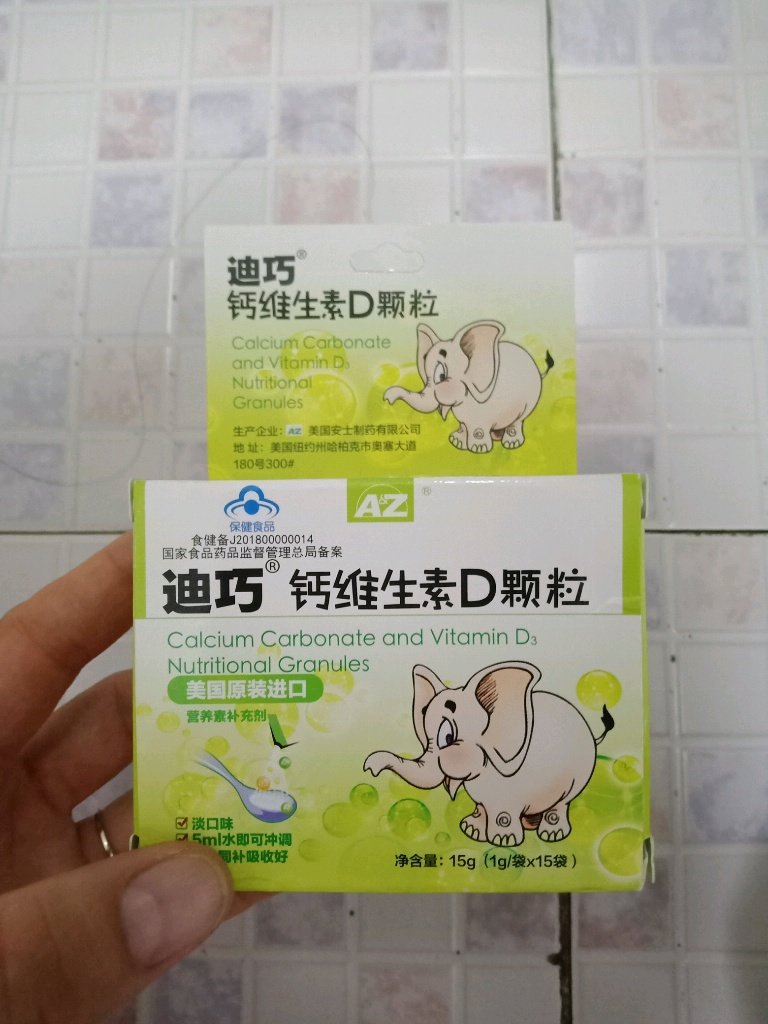 迪巧®
钙维生素D颗粒
Calcium Carbonate
and Vitamin D₃
Nutritional
Granules
生产企业：AZ 美国安士制药有限公司
地 址：美国纽约州哈柏克市奥塞大道
180号300#
A&Z®
保健食品
食健备J201800000014
国家食品药品监督管理总局备案
迪巧® 钙维生素D颗粒
Calcium Carbonate and Vitamin D₃
Nutritional Granules
美国原装进口
营养素补充剂
淡口味
5ml水即可冲调
同补吸收好
净含量：15g（1g/袋x15袋）